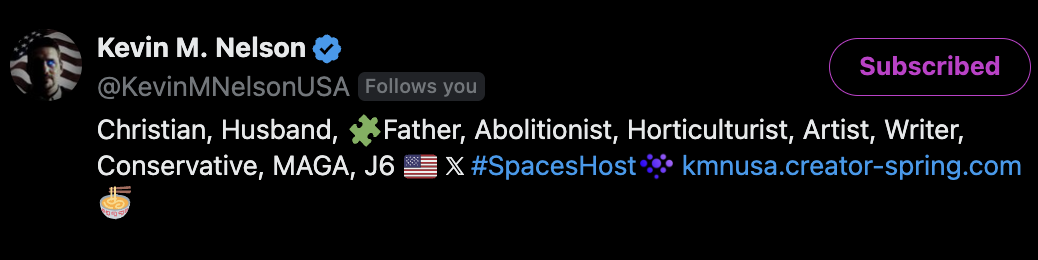 Kevin M. Nelson
@KevinMNelsonUSA Follows you
Subscribed
Christian, Husband, 🧩Father, Abolitionist, Horticulturist, Artist, Writer,
Conservative, MAGA, J6 🇺🇸 𝕏 #SpacesHost kmnusa.creator-spring.com
🍜